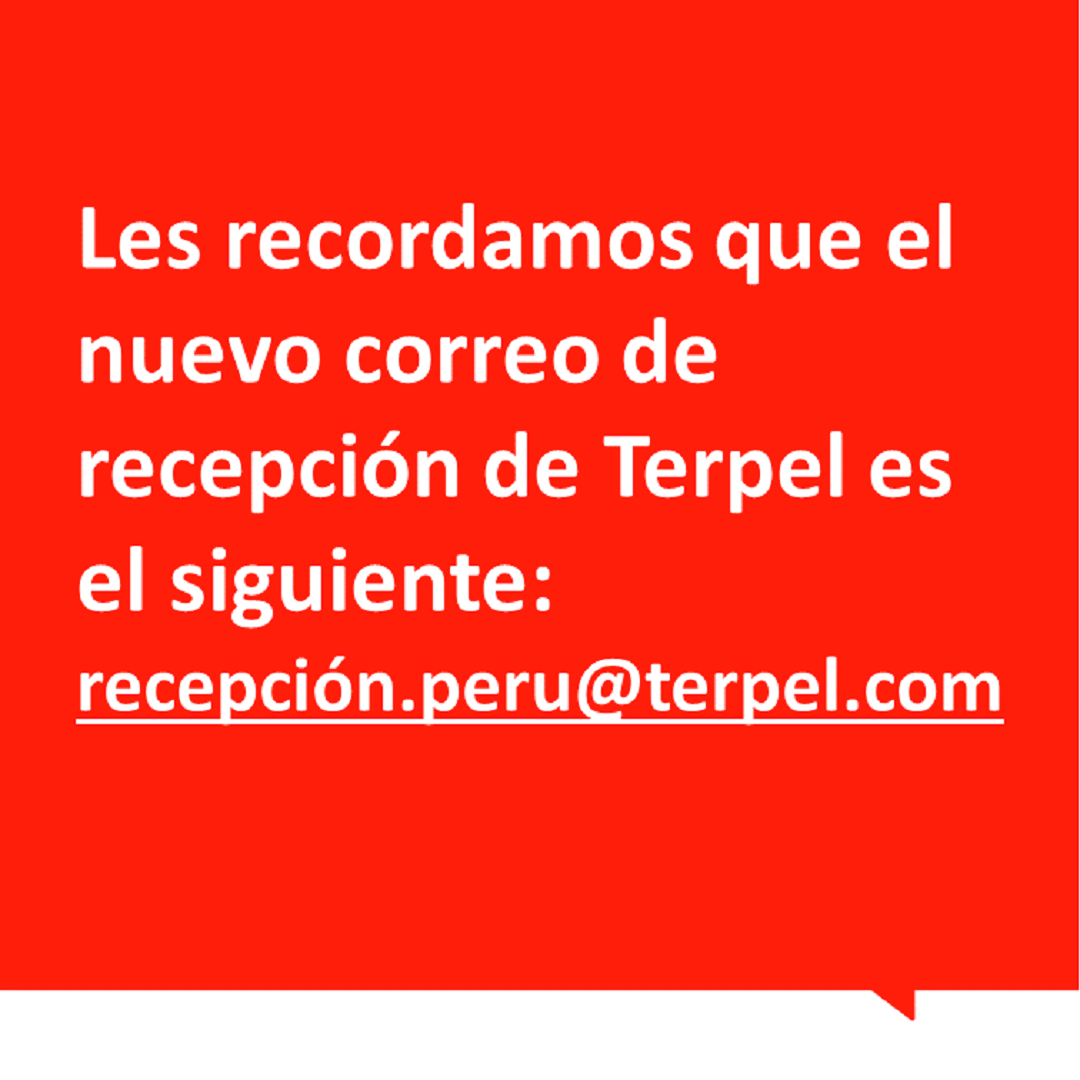 Les recordamos que el
nuevo correo de
recepción de Terpel es
el siguiente:
recepción.peru@terpel.com